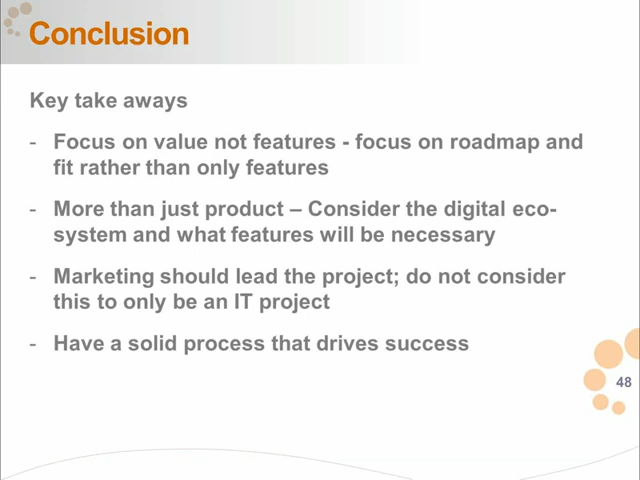 Conclusion
Key take aways
- Focus on value not features - focus on roadmap and
fit rather than only features
- More than just product – Consider the digital eco-
system and what features will be necessary
- Marketing should lead the project; do not consider
this to only be an IT project
- Have a solid process that drives success
48